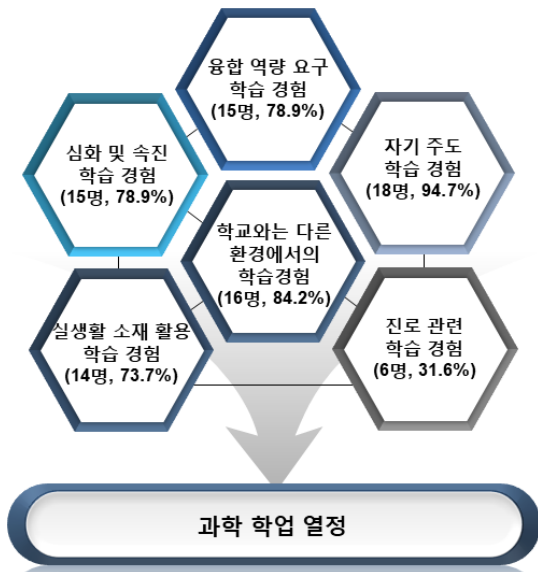 융합 역량 요구
학습 경험
(15명, 78.9%)
심화 및 속진
학습 경험
(15명, 78.9%)
자기 주도
학습 경험
(18명, 94.7%)
학교와는 다른
환경에서의
학습경험
(16명, 84.2%)
실생활 소재 활용
학습 경험
(14명, 73.7%)
진로 관련
학습 경험
(6명, 31.6%)
과학 학업 열정